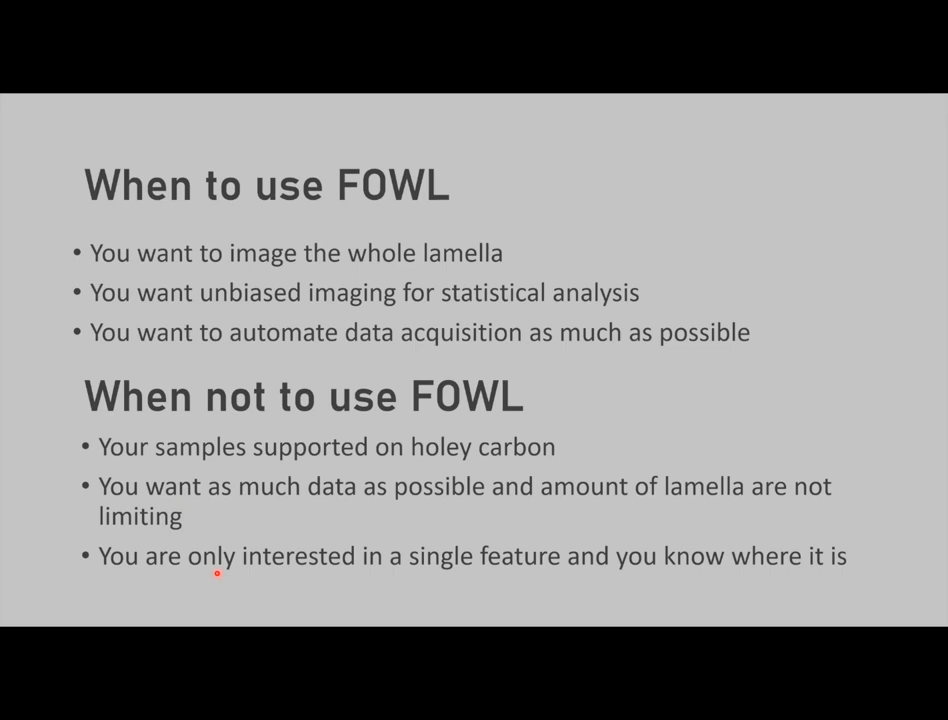 When to use FOWL
• You want to image the whole lamella
• You want unbiased imaging for statistical analysis
• You want to automate data acquisition as much as possible
When not to use FOWL
• Your samples supported on holey carbon
• You want as much data as possible and amount of lamella are not
limiting
• You are only interested in a single feature and you know where it is